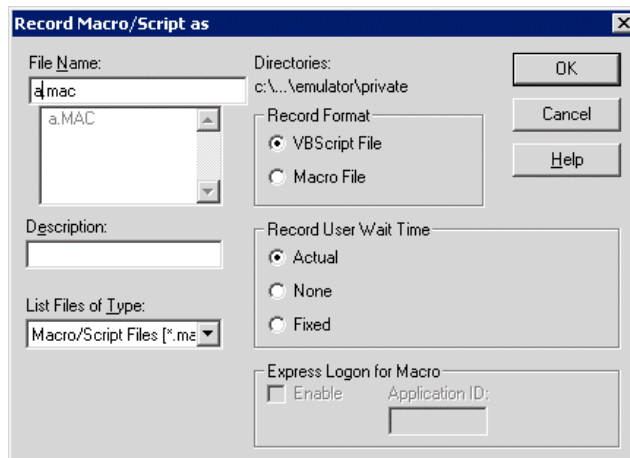 Record Macro/Script as
File Name:
a.mac
a.MAC
Description:
List Files of Type:
Macro/Script Files [*.ma
Directories:
c:\...\emulator\private
Record Format
VBScript File
Macro File
Record User Wait Time
Actual
None
Fixed
Express Logon for Macro
Enable Application ID:
OK
Cancel
Help